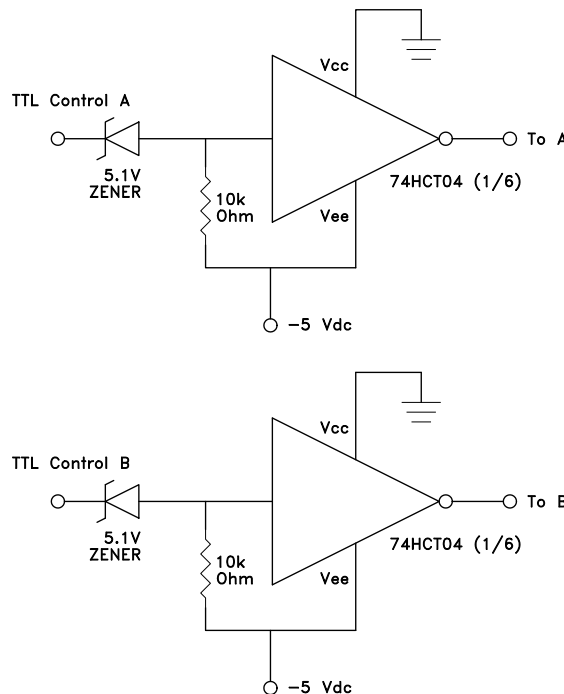 Vcc
TTL Control A
To A
5.1V
ZENER
10k
Ohm
74HCT04 (1/6)
Vee
-5 Vdc
Vcc
TTL Control B
To B
5.1V
ZENER
10k
Ohm
74HCT04 (1/6)
Vee
-5 Vdc